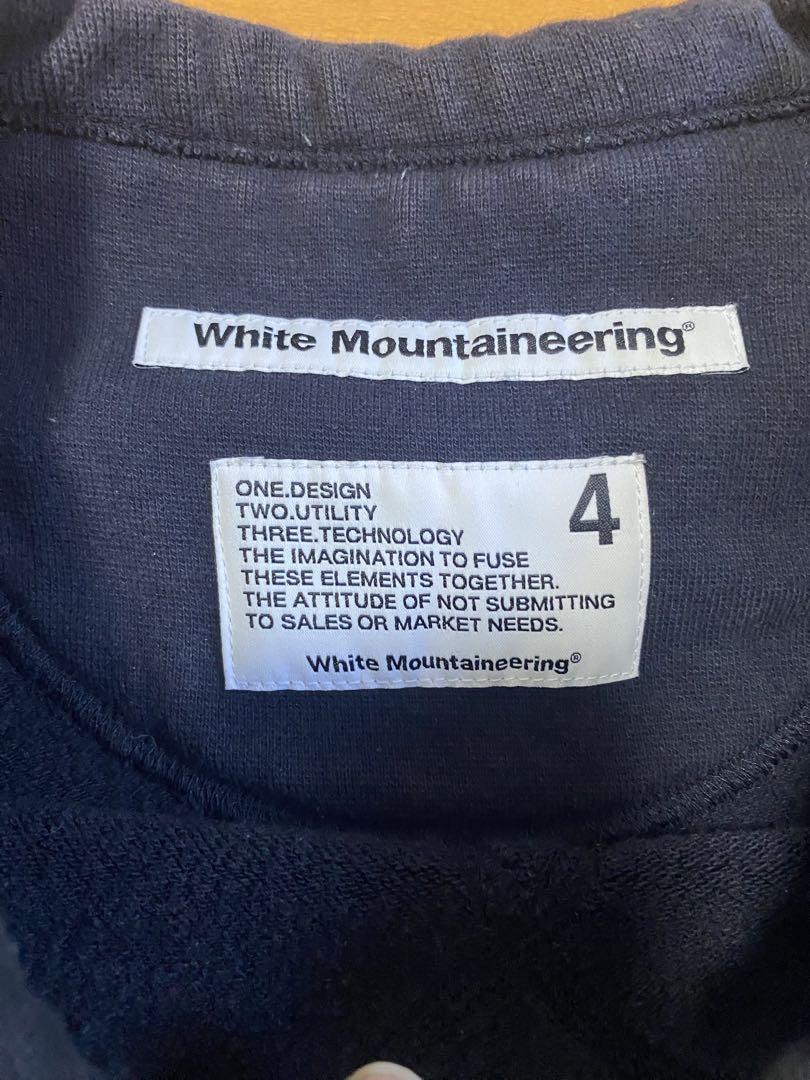 White Mountaineering®
ONE.DESIGN
4
TWO.UTILITY
THREE.TECHNOLOGY
THE IMAGINATION TO FUSE
THESE ELEMENTS TOGETHER.
THE ATTITUDE OF NOT SUBMITTING
TO SALES OR MARKET NEEDS.
White Mountaineering®